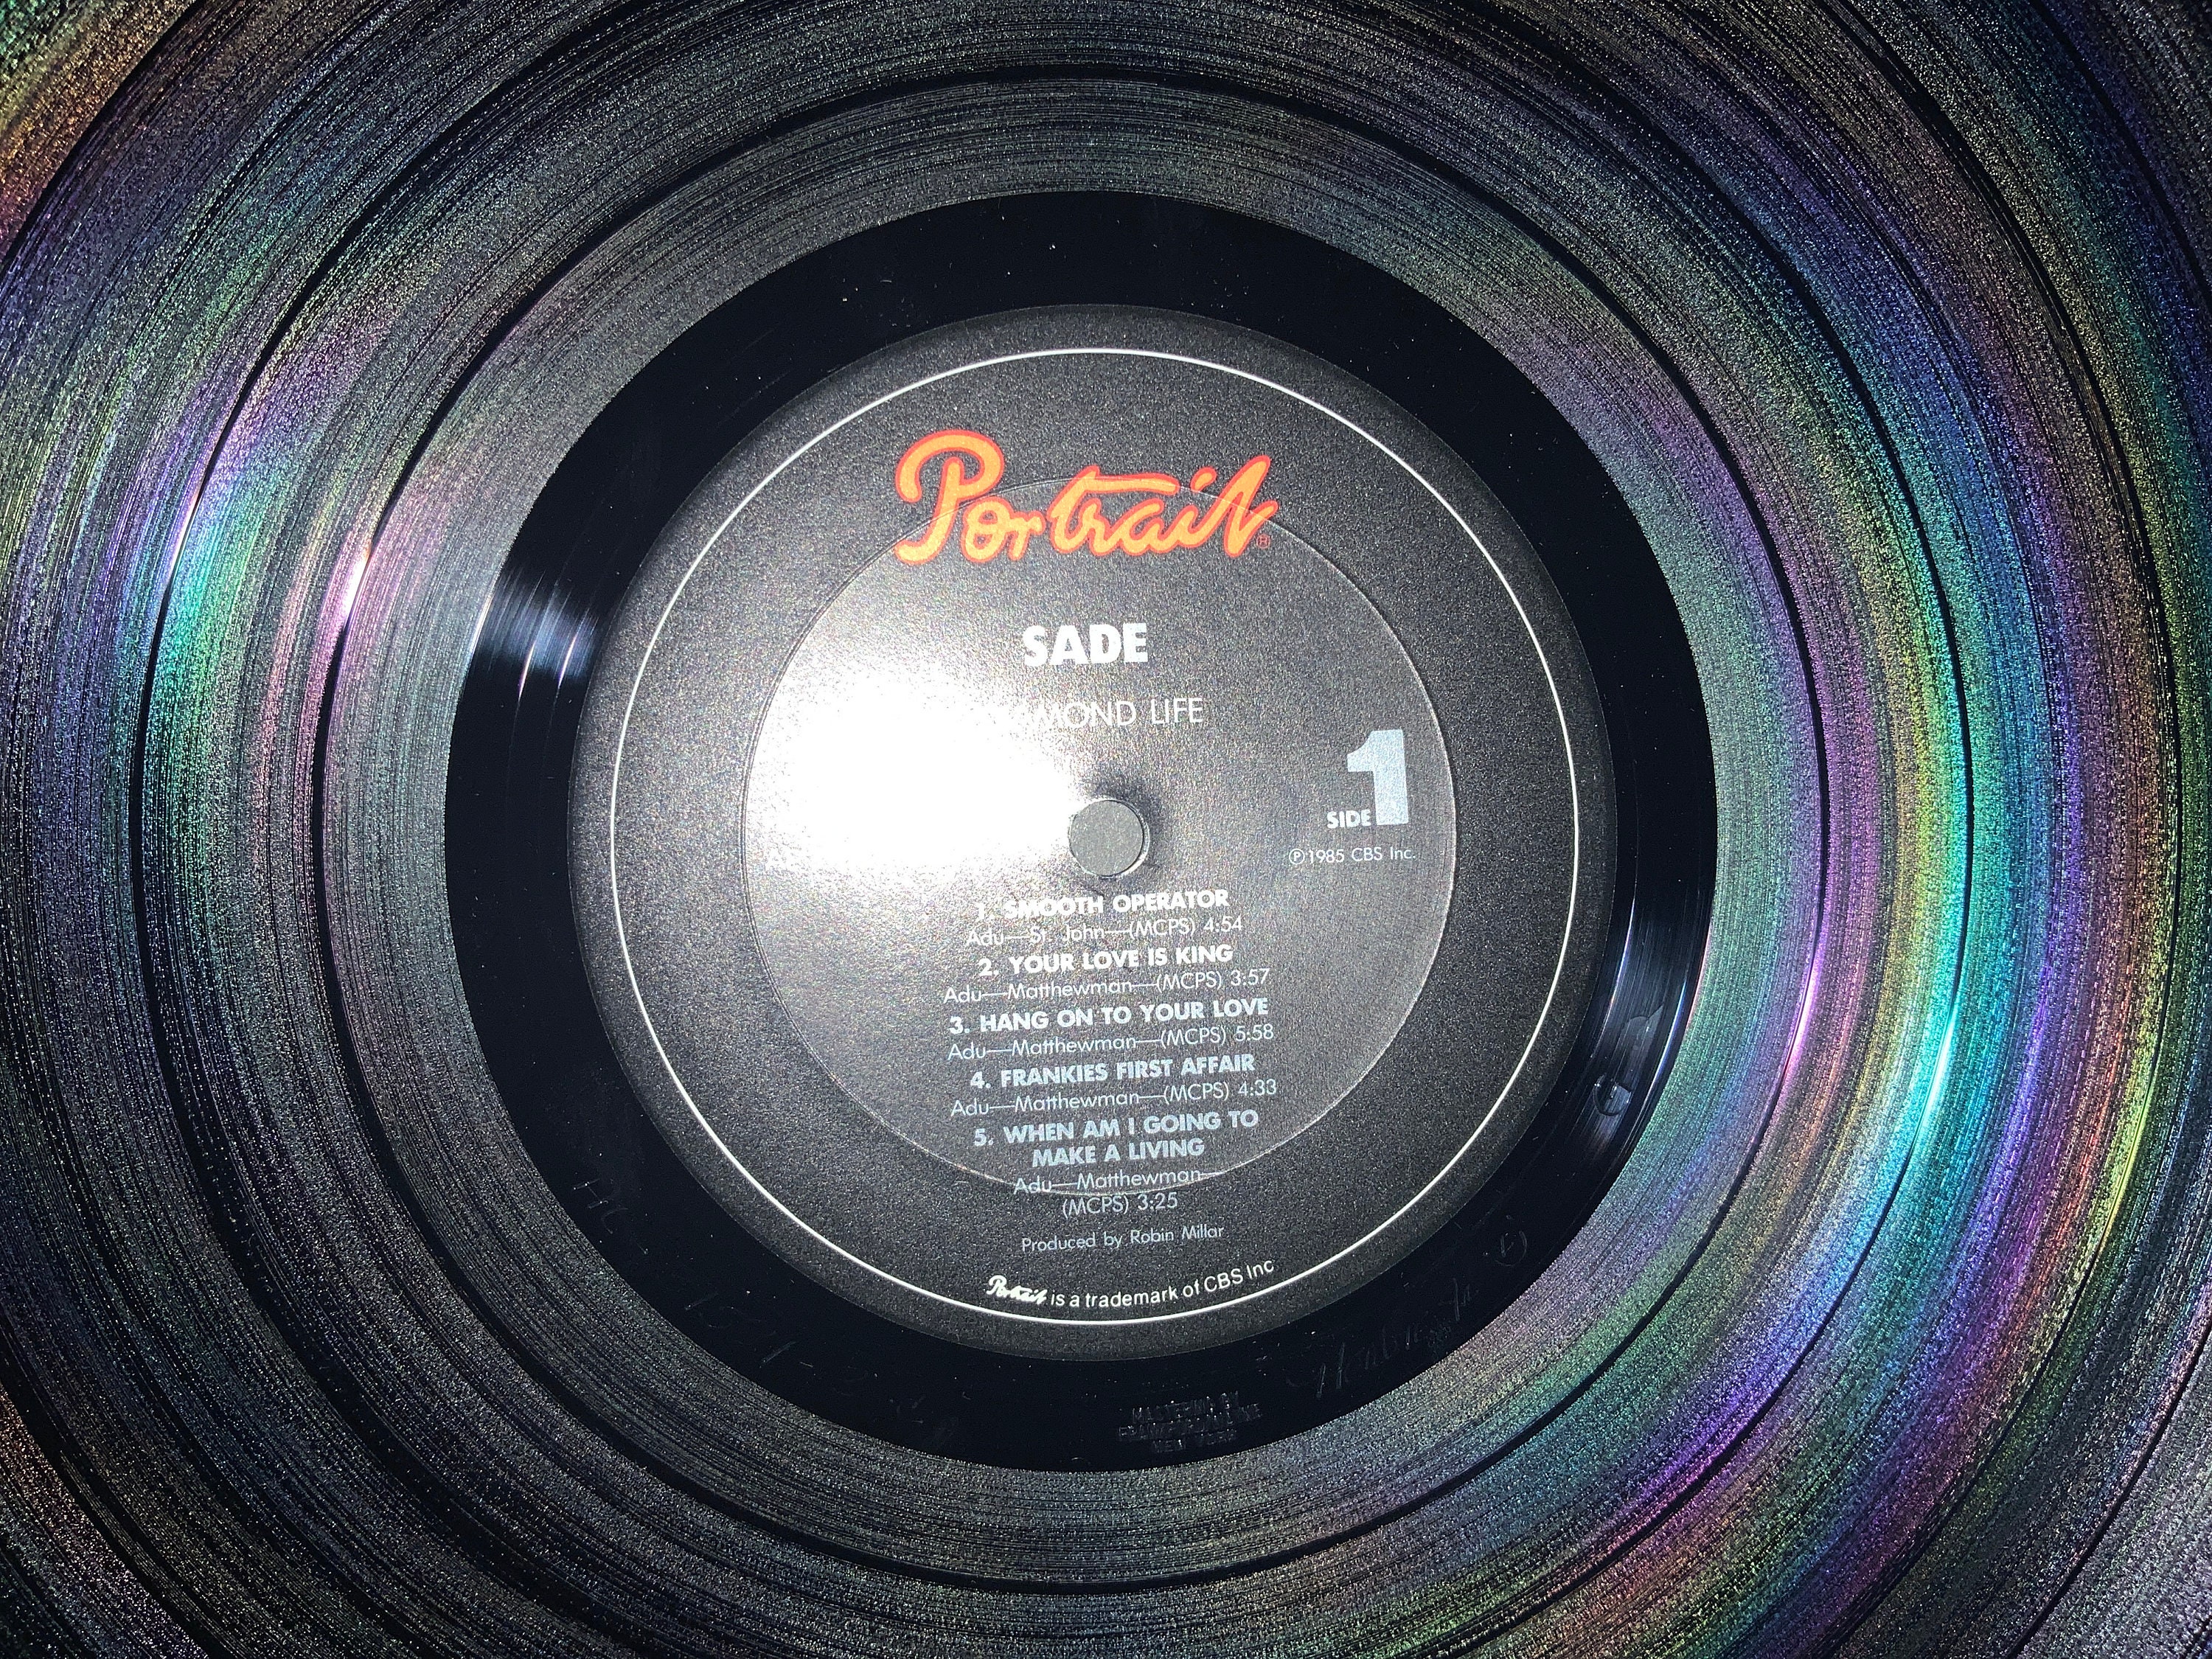 Portrait®
SADE
MOND LIFE
SIDE 1
℗1985 CBS Inc.
1. SMOOTH OPERATOR
Adu—St. John—(MCPS) 4:54
2. YOUR LOVE IS KING
Adu—Matthewman—(MCPS) 3:57
3. HANG ON TO YOUR LOVE
Adu—Matthewman—(MCPS) 5:58
4. FRANKIES FIRST AFFAIR
Adu—Matthewman—(MCPS) 4:33
5. WHEN AM I GOING TO
MAKE A LIVING
Adu—Matthewman—
(MCPS) 3:25
Produced by Robin Millar
Portrait is a trademark of CBS Inc